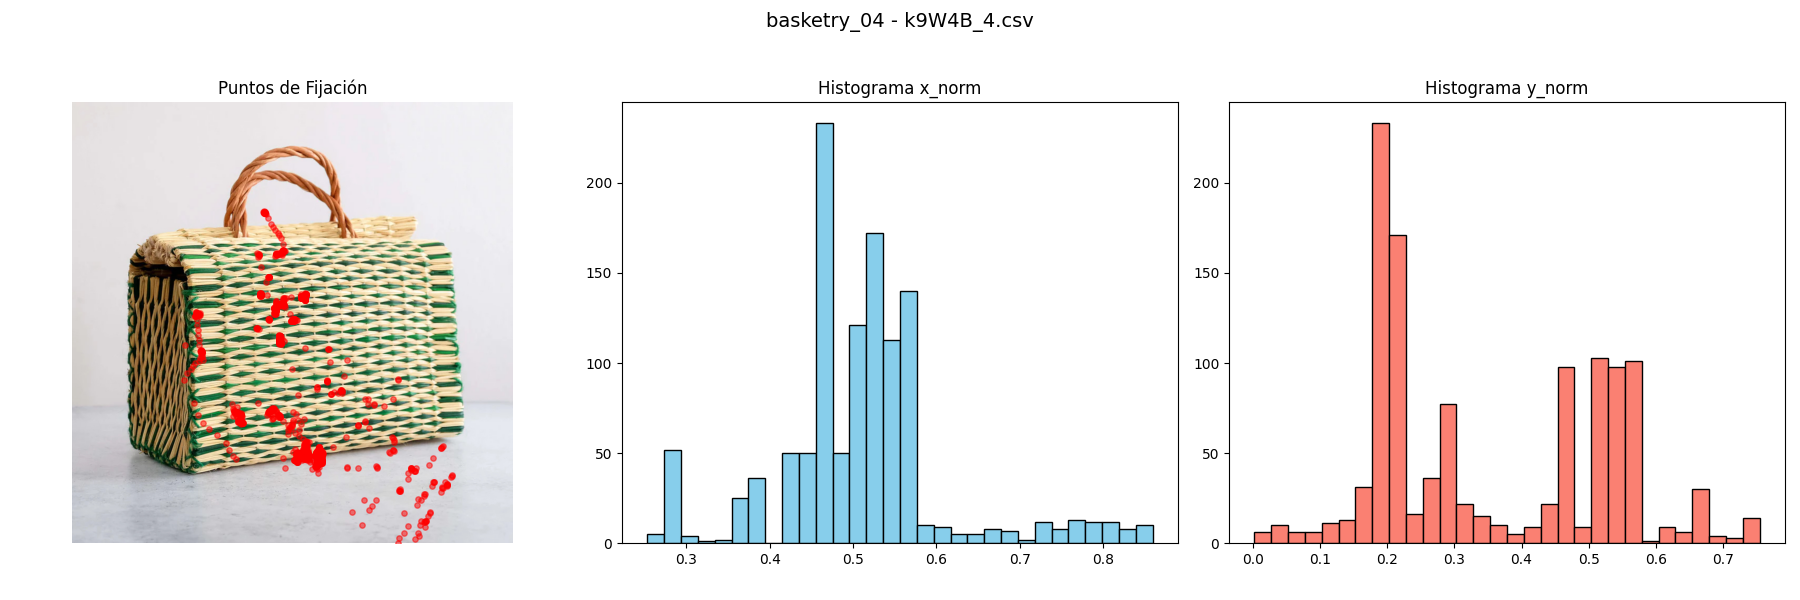 basketry_04 - k9W4B_4.csv
Puntos de Fijación
Histograma x_norm
Histograma y_norm
200
150
100
50
0
0.3 0.4 0.5 0.6 0.7 0.8
200
150
100
50
0
0.0 0.1 0.2 0.3 0.4 0.5 0.6 0.7